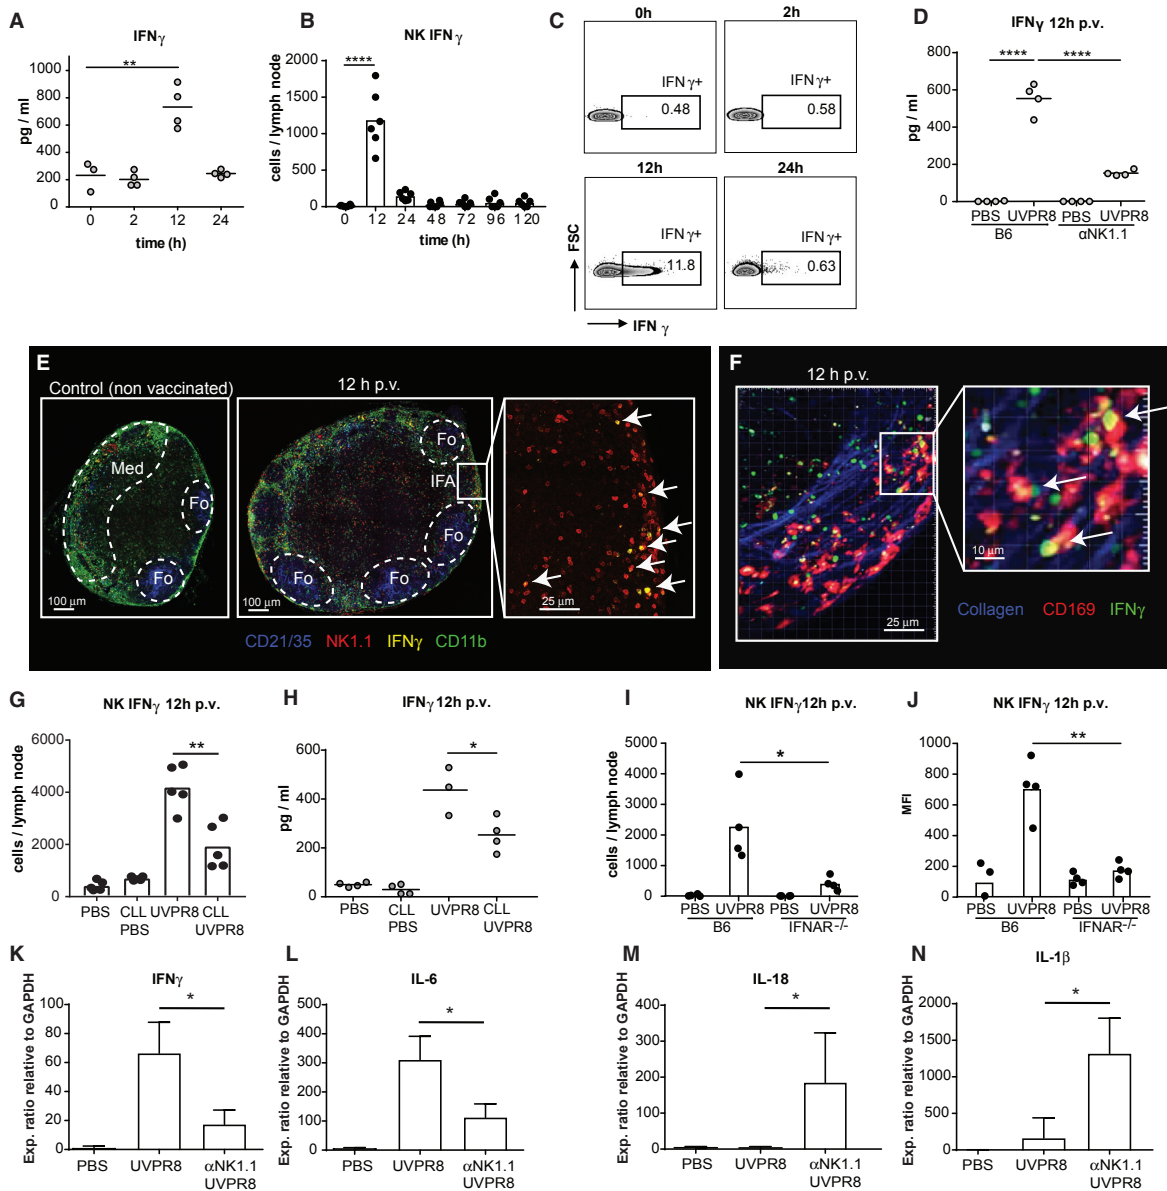 A
IFNγ
**
pg / ml
1000
800
600
400
200
0
0 2 12 24
time (h)
B
NK IFNγ
****
cells / lymph node
2000
1500
1000
500
0
0 12 24 48 72 96 120
time (h)
C
0h
IFNγ+
0.48
2h
IFNγ+
0.58
12h
IFNγ+
11.8
24h
IFNγ+
0.63
FSC
IFN γ
D
IFNγ 12h p.v.
**** ****
pg / ml
800
600
400
200
0
PBS UVPR8 PBS UVPR8
B6 αNK1.1
E
Control (non vaccinated)
Med
Fo
Fo
100 μm
12 h p.v.
Fo
IFA
Fo
Fo
Fo
100 μm
25 μm
CD21/35 NK1.1 IFNγ CD11b
F
12 h p.v.
25 μm
10 μm
Collagen CD169 IFNγ
G
NK IFNγ 12h p.v.
**
cells / lymph node
6000
4000
2000
0
PBS CLL UVPR8 CLL
PBS UVPR8
H
IFNγ 12h p.v.
*
pg / ml
600
400
200
0
PBS CLL UVPR8 CLL
PBS UVPR8
I
NK IFNγ12h p.v.
*
cells / lymph node
5000
4000
3000
2000
1000
0
PBS UVPR8 PBS UVPR8
B6 IFNAR-/-
J
NK IFNγ 12h p.v.
**
MFI
1000
800
600
400
200
0
PBS UVPR8 PBS UVPR8
B6 IFNAR-/-
K
IFNγ
*
Exp. ratio relative to GAPDH
100
80
60
40
20
0
PBS UVPR8 αNK1.1
UVPR8
L
IL-6
*
Exp. ratio relative to GAPDH
500
400
300
200
100
0
PBS UVPR8 αNK1.1
UVPR8
M
IL-18
*
Exp. ratio relative to GAPDH
400
300
200
100
0
PBS UVPR8 αNK1.1
UVPR8
N
IL-1β
*
Exp. ratio relative to GAPDH
2000
1500
1000
500
0
PBS UVPR8 αNK1.1
UVPR8